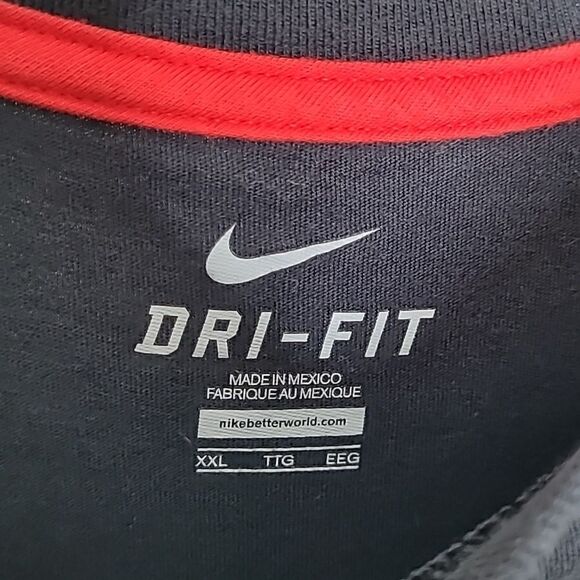 DRI-FIT
MADE IN MEXICO
FABRIQUE AU MEXIQUE
nikebetterworld.com
XXL TTG EEG